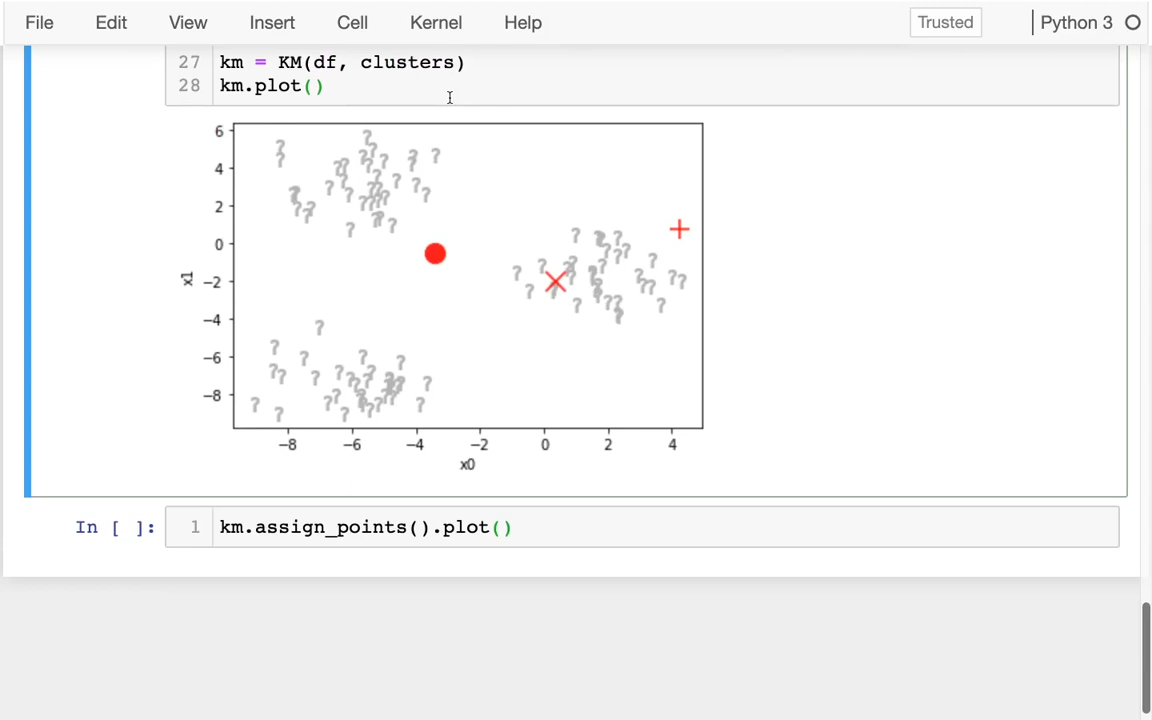 File Edit View Insert Cell Kernel Help Trusted Python 3
27 km = KM(df, clusters)
28 km.plot()
6
4
2
0
−2
−4
−6
−8
x1
−8 −6 −4 −2 0 2 4
x0
In [ ]: 1 km.assign_points().plot()